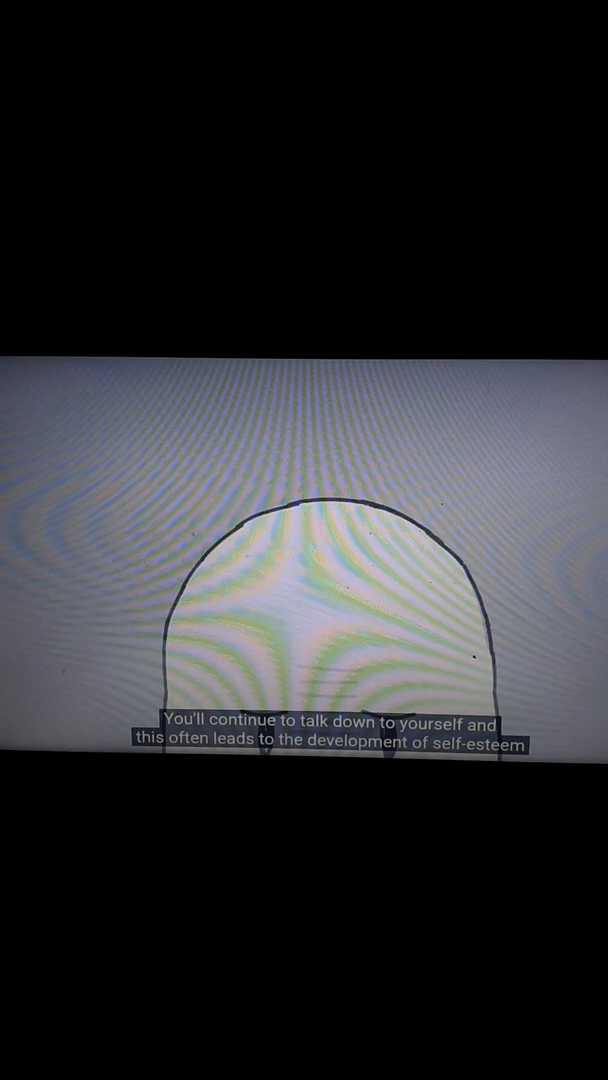 You'll continue to talk down to yourself and
this often leads to the development of self-esteem